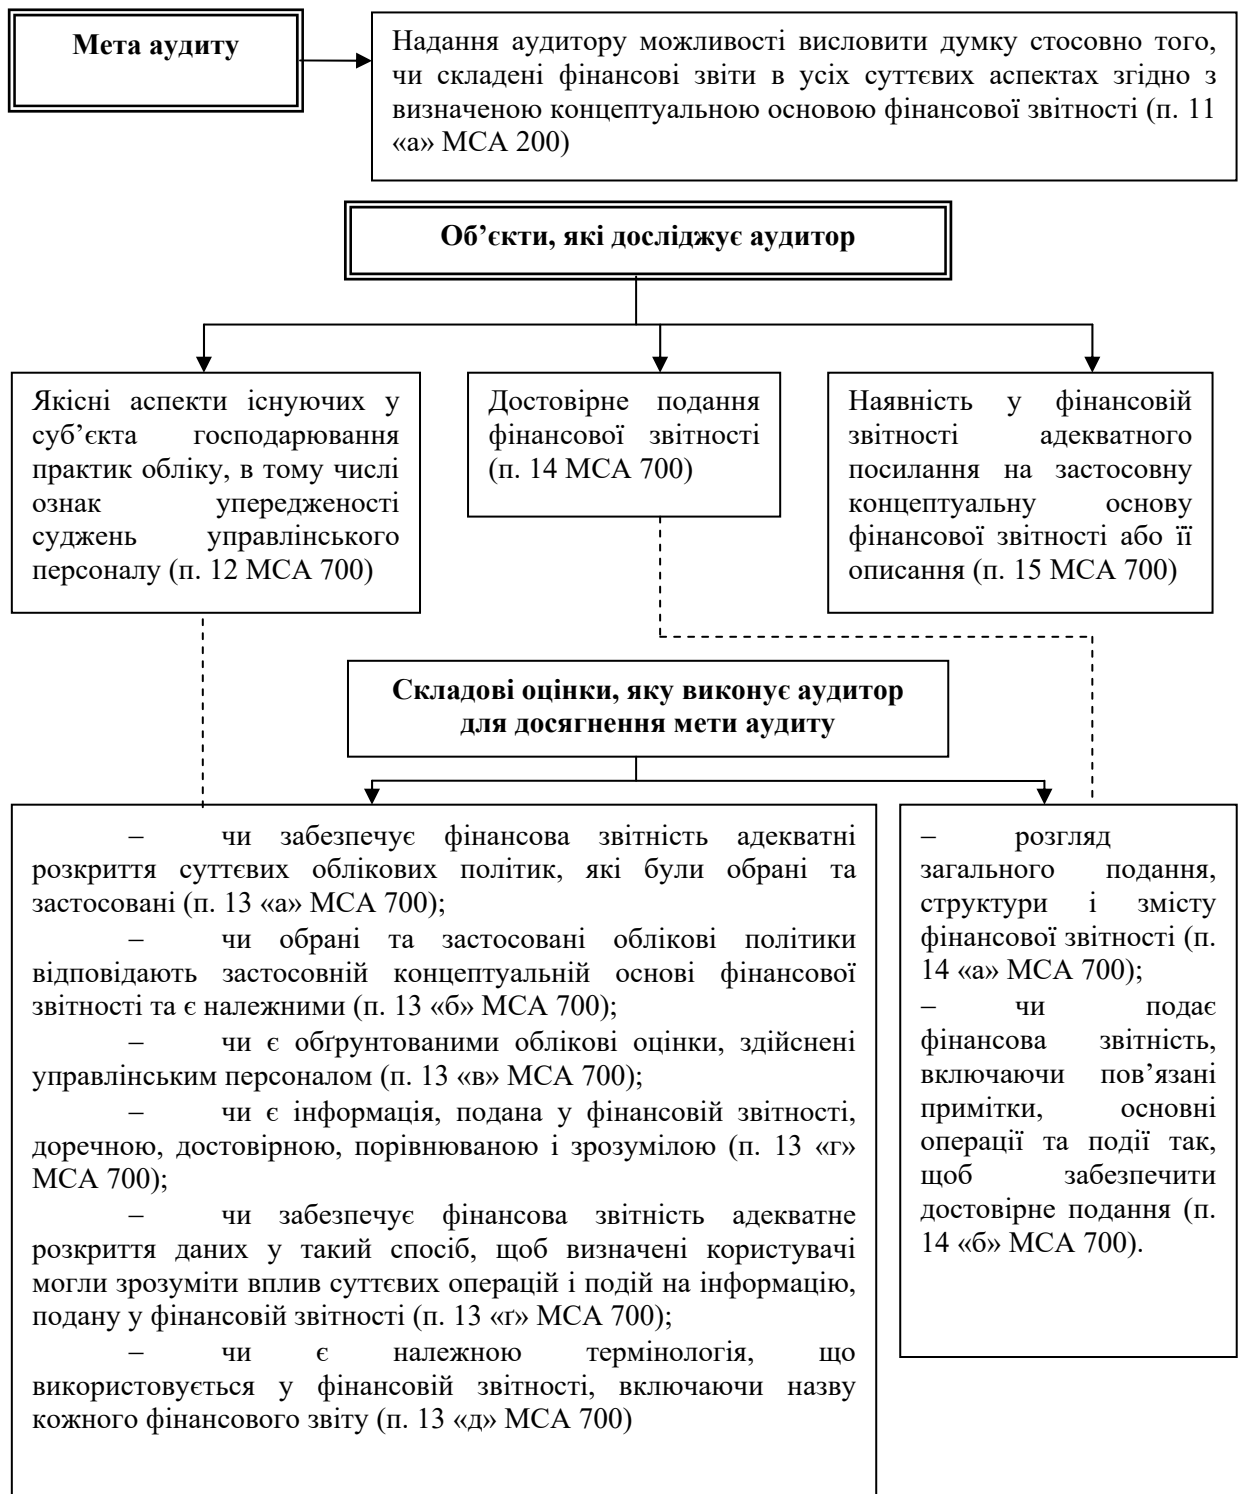 Мета аудиту
Надання аудитору можливості висловити думку стосовно того,
чи складені фінансові звіти в усіх суттєвих аспектах згідно з
визначеною концептуальною основою фінансової звітності (п. 11
«а» МСА 200)
Об’єкти, які досліджує аудитор
Якісні аспекти існуючих у
суб’єкта господарювання
практик обліку, в тому числі
ознак упередженості
суджень управлінського
персоналу (п. 12 МСА 700)
Достовірне подання
фінансової звітності
(п. 14 МСА 700)
Наявність у фінансовій
звітності адекватного
посилання на застосовну
концептуальну основу
фінансової звітності або її
описання (п. 15 МСА 700)
Складові оцінки, яку виконує аудитор
для досягнення мети аудиту
– чи забезпечує фінансова звітність адекватні
розкриття суттєвих облікових політик, які були обрані та
застосовані (п. 13 «а» МСА 700);
– чи обрані та застосовані облікові політики
відповідають застосовній концептуальній основі фінансової
звітності та є належними (п. 13 «б» МСА 700);
– чи є обґрунтованими облікові оцінки, здійснені
управлінським персоналом (п. 13 «в» МСА 700);
– чи є інформація, подана у фінансовій звітності,
доречною, достовірною, порівнюваною і зрозумілою (п. 13 «г»
МСА 700);
– чи забезпечує фінансова звітність адекватне
розкриття даних у такий спосіб, щоб визначені користувачі
могли зрозуміти вплив суттєвих операцій і подій на інформацію,
подану у фінансовій звітності (п. 13 «ґ» МСА 700);
– чи є належною термінологія, що
використовується у фінансовій звітності, включаючи назву
кожного фінансового звіту (п. 13 «д» МСА 700)
– розгляд
загального подання,
структури і змісту
фінансової звітності (п.
14 «а» МСА 700);
– чи подає
фінансова звітність,
включаючи пов’язані
примітки, основні
операції та події так,
щоб забезпечити
достовірне подання (п.
14 «б» МСА 700).